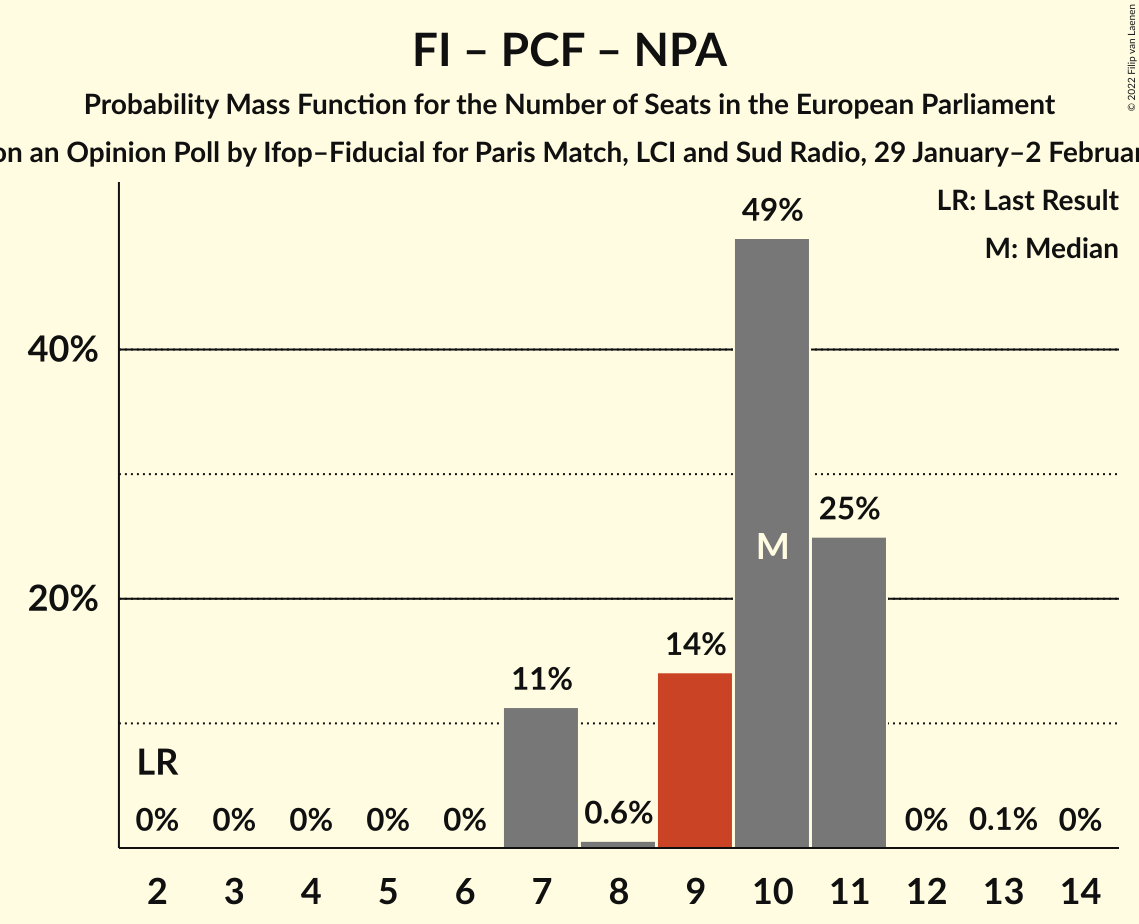 FI – PCF – NPA
Probability Mass Function for the Number of Seats in the European Parliament
on an Opinion Poll by Ifop–Fiducial for Paris Match, LCI and Sud Radio, 29 January–2
© 2022 Filip van Laenen
LR: Last Result
M: Median
49%
40%
25%
M
20%
14%
11%
LR
0% 0% 0% 0% 0% 0.6% 0% 0.1% 0%
2 3 4 5 6 7 8 9 10 11 12 13 14